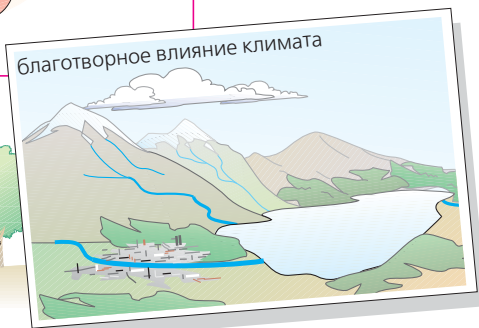 благотворное влияние климата